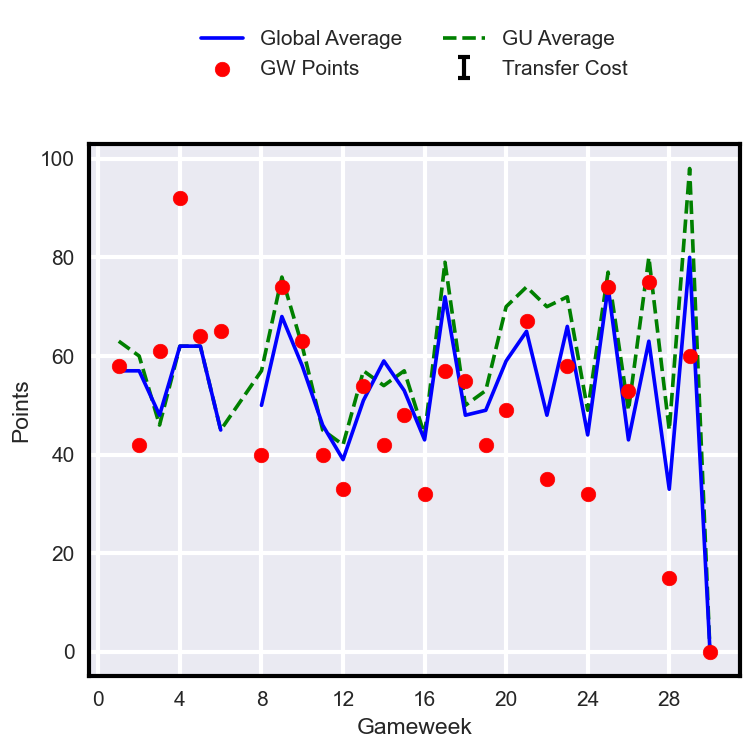 Global Average
GU Average
GW Points
Transfer Cost
100
80
60
40
20
0
Points
0 4 8 12 16 20 24 28
Gameweek